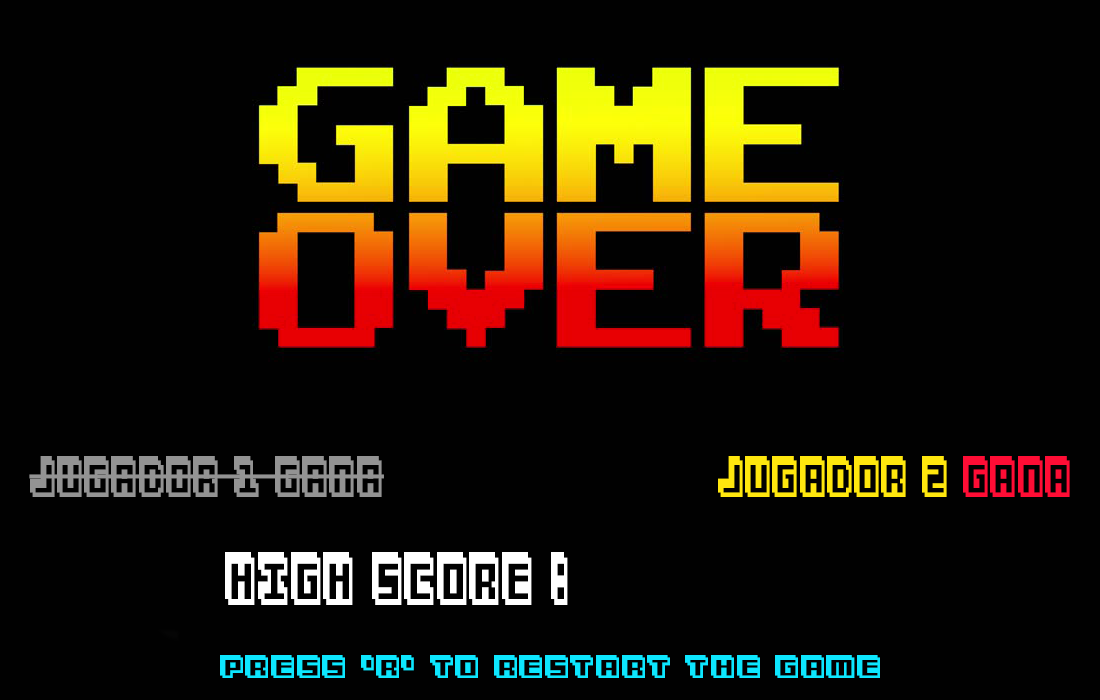 GAME
OVER
JUGADOR 1 GANA
JUGADOR 2 GANA
HIGH SCORE :
PRESS 'R' TO RESTART THE GAME